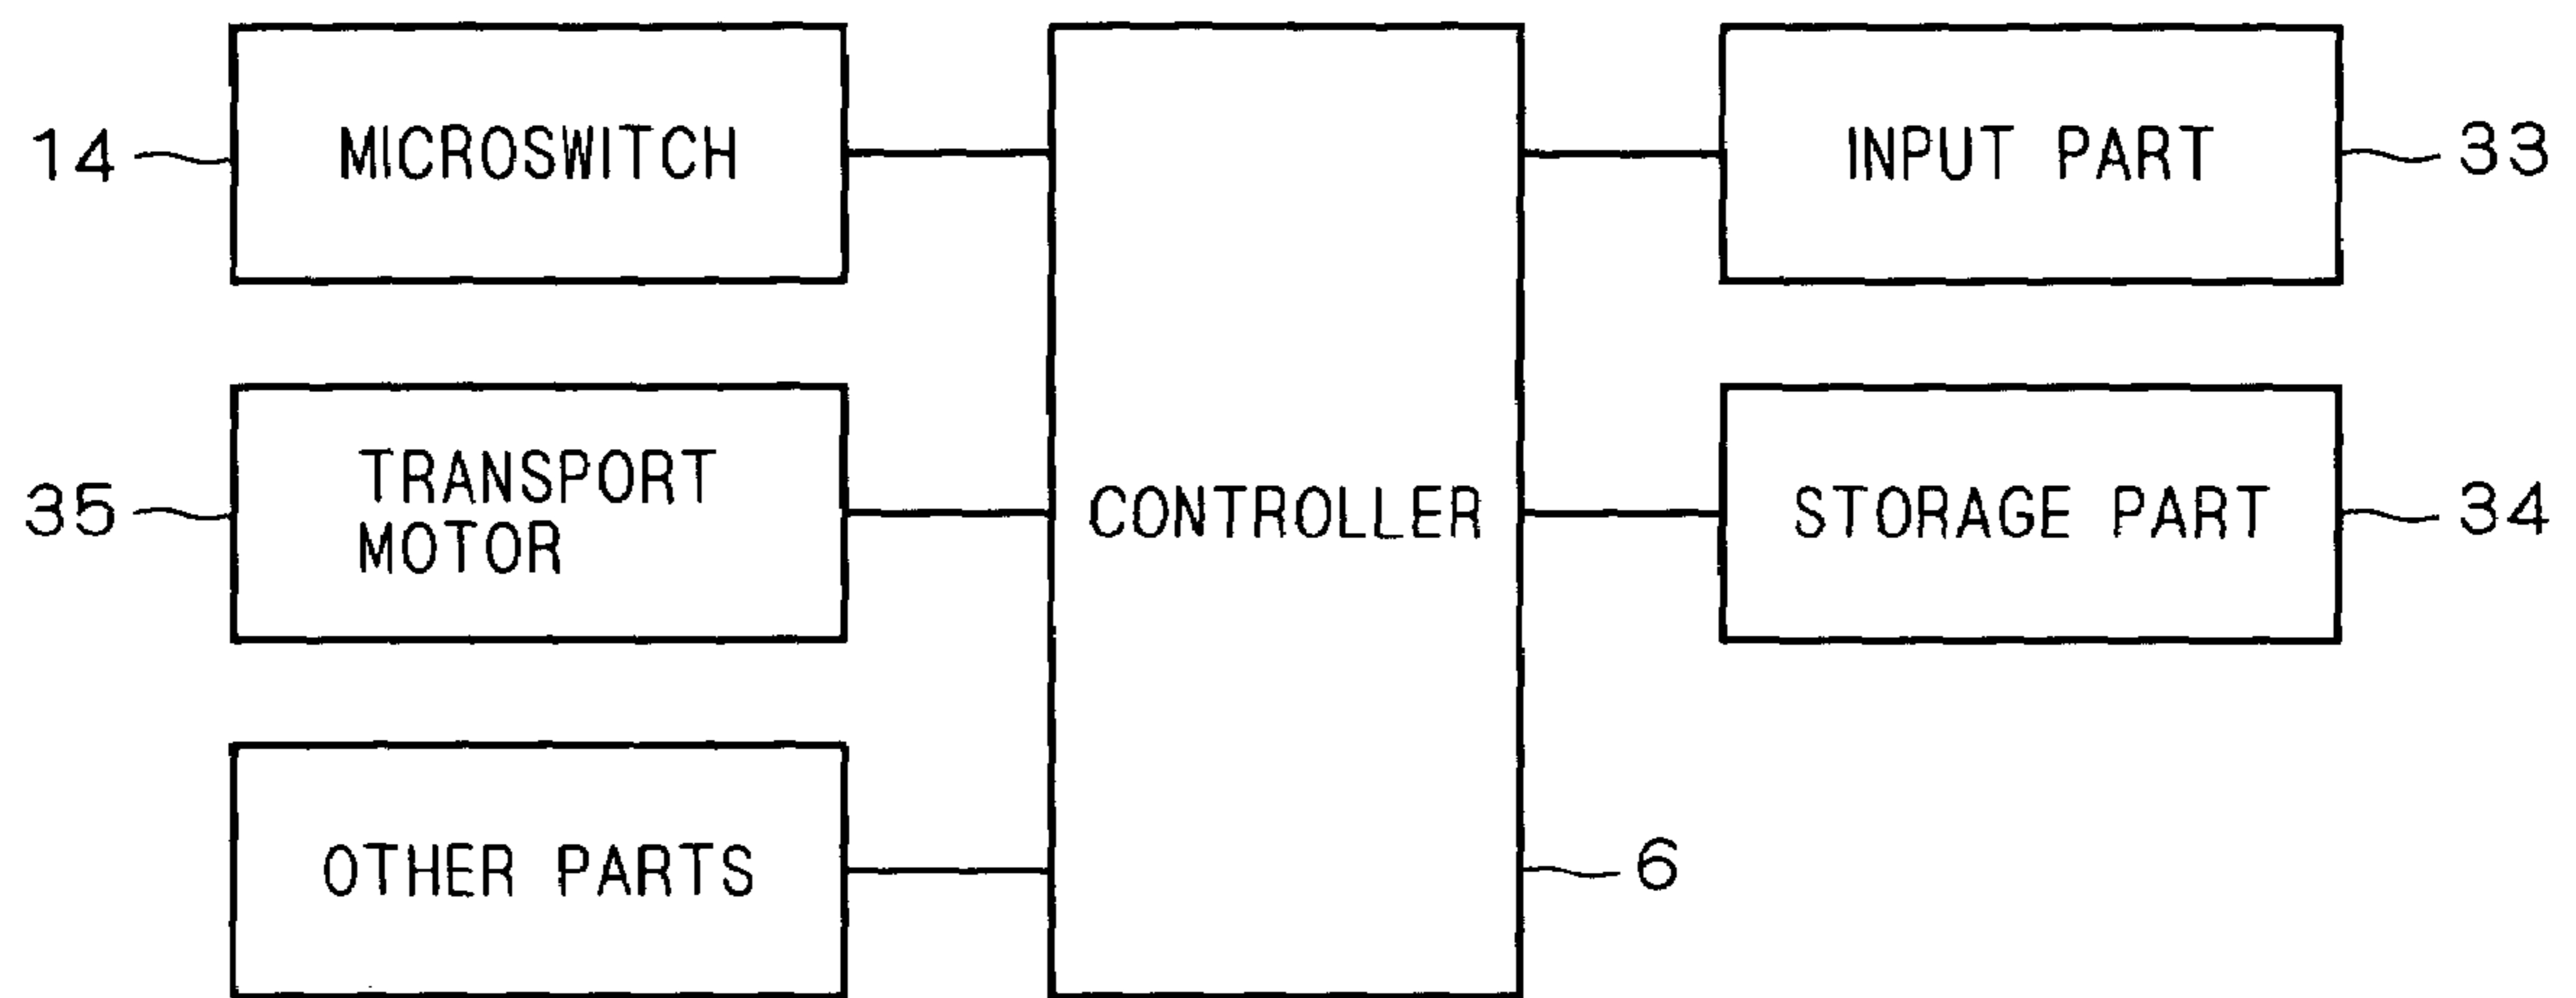 14
MICROSWITCH
INPUT PART
33
35
TRANSPORT
MOTOR
CONTROLLER
STORAGE PART
34
OTHER PARTS
6